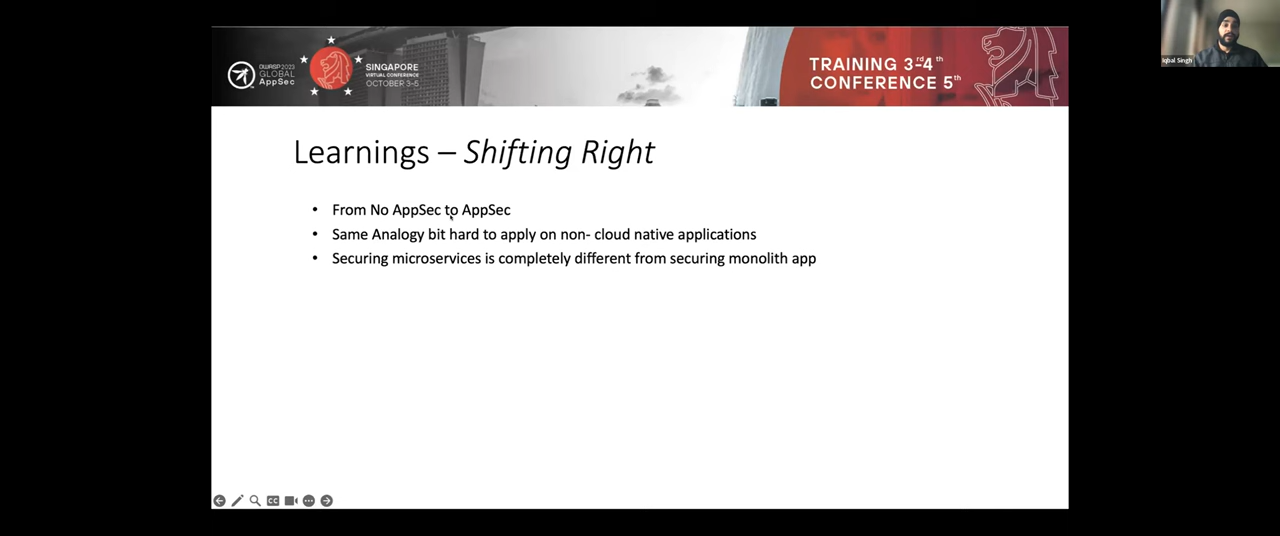 OWASP 2023
GLOBAL
AppSec
SINGAPORE
VIRTUAL CONFERENCE
OCTOBER 3-5
TRAINING 3rd-4th
CONFERENCE 5th
Iqbal Singh
Learnings – Shifting Right
• From No AppSec to AppSec
• Same Analogy bit hard to apply on non- cloud native applications
• Securing microservices is completely different from securing monolith app
CC